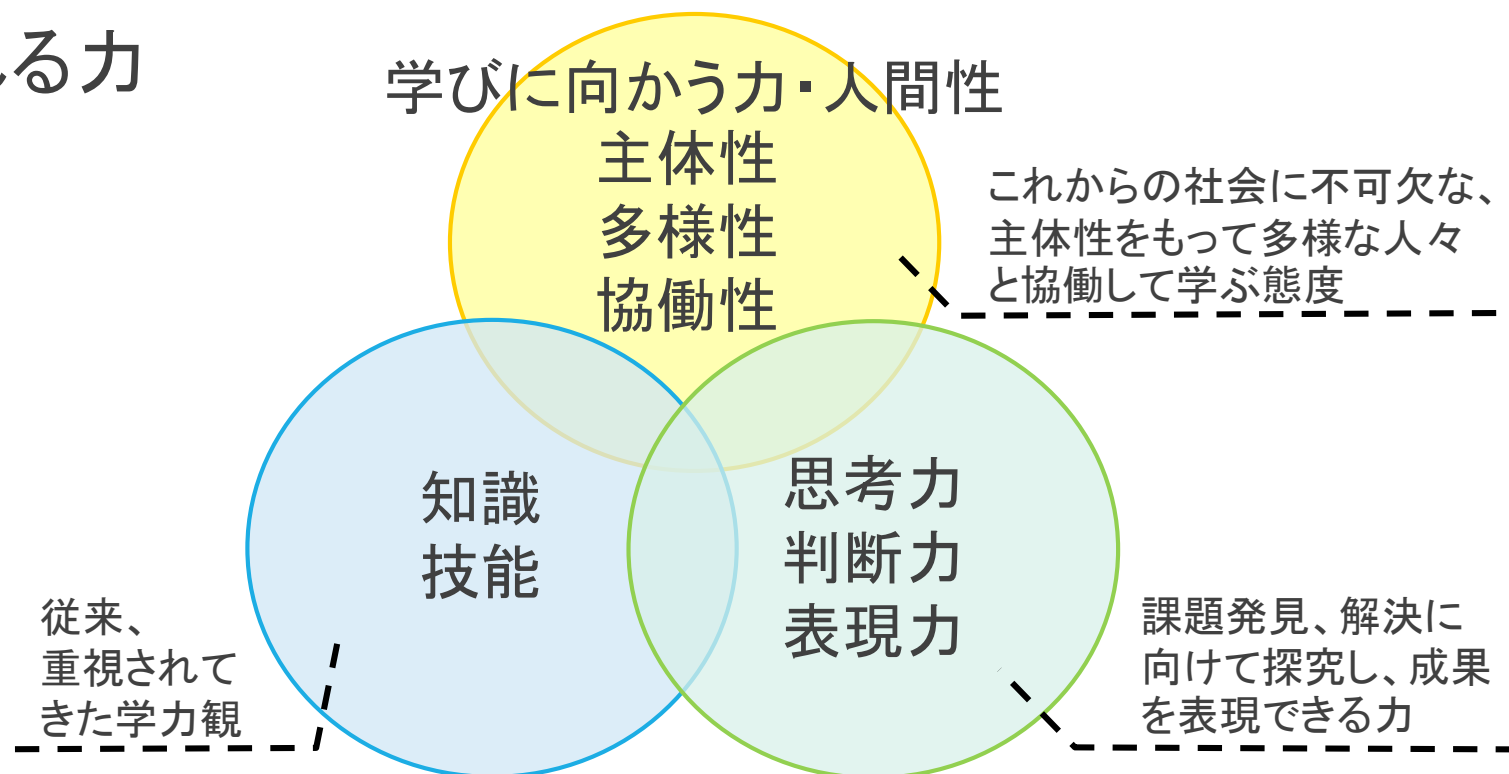 る力
学びに向かう力・人間性
主体性
多様性
協働性
これからの社会に不可欠な、
主体性をもって多様な人々
と協働して学ぶ態度
知識
技能
思考力
判断力
表現力
従来、
重視されて
きた学力観
課題発見、解決に
向けて探究し、成果
を表現できる力